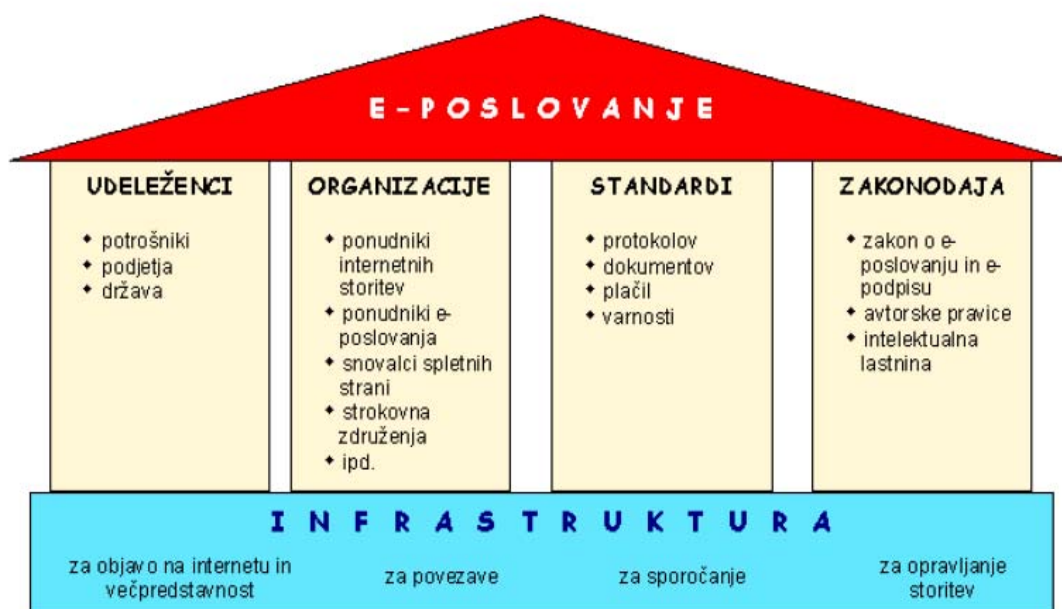 E-POSLOVANJE
UDELEŽENCI
potrošniki
podjetja
država
ORGANIZACIJE
ponudniki
internetnih
storitev
ponudniki e-
poslovanja
snovalci spletnih
strani
strokovna
združenja
ipd.
STANDARDI
protokolov
dokumentov
plačil
varnosti
ZAKONODAJA
zakon o e-
poslovanju in e-
podpisu
avtorske pravice
intelektualna
lastnina
INFRASTRUKTURA
za objavo na internetu in
večpredstavnost
za povezave
za sporočanje
za opravljanje
storitev